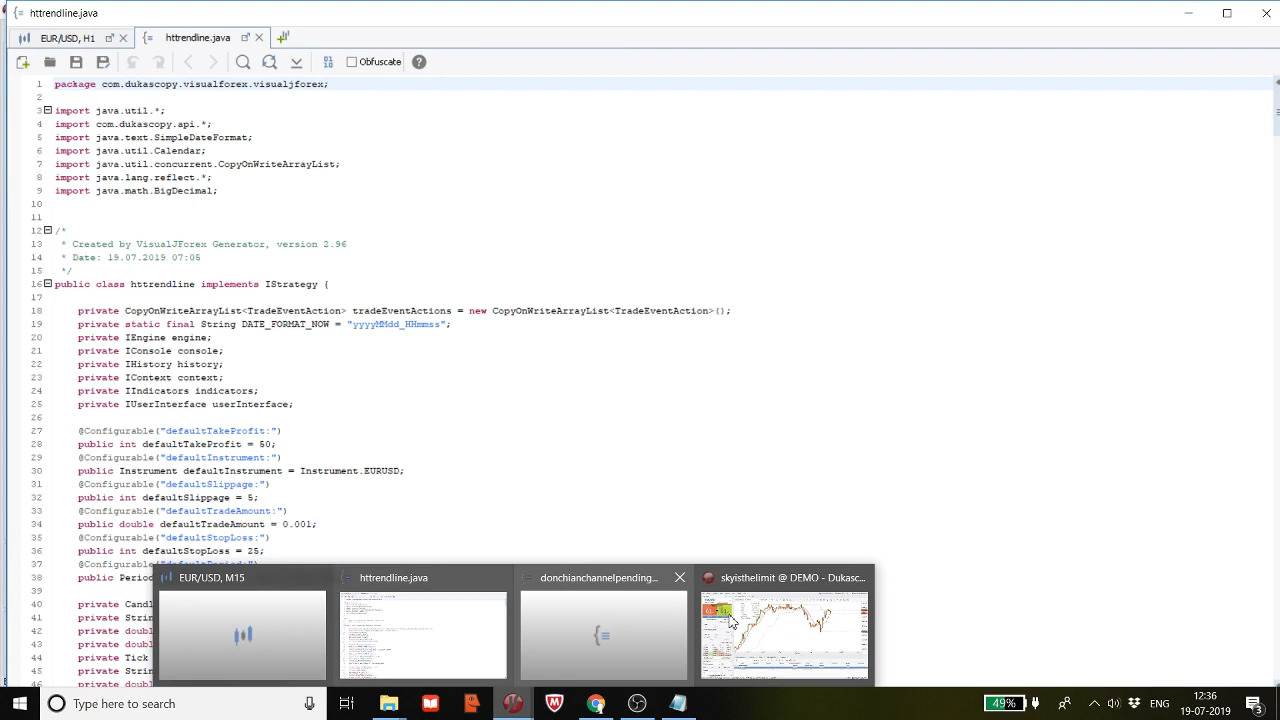 httrendline.java
EUR/USD, H1
httrendline.java
Obfuscate
1 package com.dukascopy.visualforex.visualjforex;
2
3 import java.util.*;
4 import com.dukascopy.api.*;
5 import java.text.SimpleDateFormat;
6 import java.util.Calendar;
7 import java.util.concurrent.CopyOnWriteArrayList;
8 import java.lang.reflect.*;
9 import java.math.BigDecimal;
10
11
12 /*
13 * Created by VisualJForex Generator, version 2.96
14 * Date: 19.07.2019 07:05
15 */
16 public class httrendline implements IStrategy {
17
18 private CopyOnWriteArrayList<TradeEventAction> tradeEventActions = new CopyOnWriteArrayList<TradeEventAction>();
19 private static final String DATE_FORMAT_NOW = "yyyyMMdd_HHmmss";
20 private IEngine engine;
21 private IConsole console;
22 private IHistory history;
23 private IContext context;
24 private IIndicators indicators;
25 private IUserInterface userInterface;
26
27 @Configurable("defaultTakeProfit:")
28 public int defaultTakeProfit = 50;
29 @Configurable("defaultInstrument:")
30 public Instrument defaultInstrument = Instrument.EURUSD;
31 @Configurable("defaultSlippage:")
32 public int defaultSlippage = 5;
33 @Configurable("defaultTradeAmount:")
34 public double defaultTradeAmount = 0.001;
35 @Configurable("defaultStopLoss:")
36 public int defaultStopLoss = 25;
37 @Configurable("defaultPeriod:")
38 public Period
39
40 private Candl
41 private Strin
42 private doubl
43 private doubl
44 private Tick
45 private Strin
46 private doubl
EUR/USD, M15
httrendline.java
donchianchannelpending...
skyisthelimit @ DEMO - Dukasc...
Type here to search
49%
ENG
12:36
19-07-2019
3